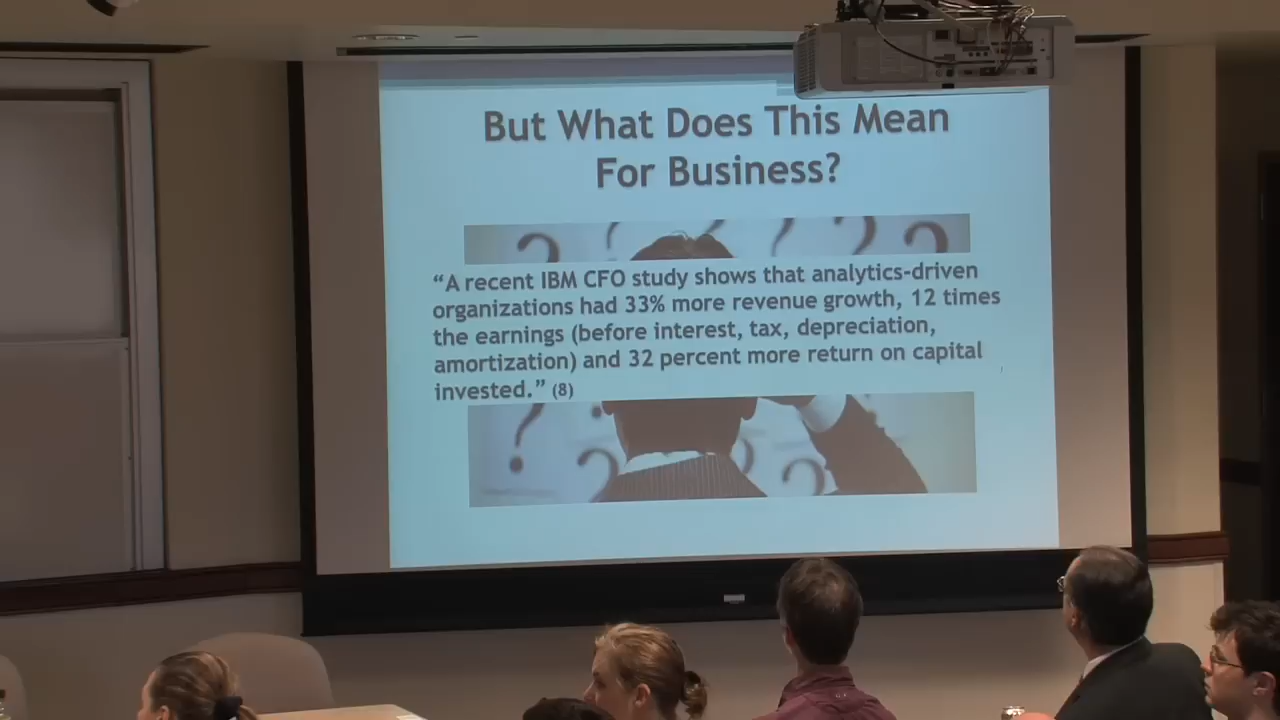 But What Does This Mean
For Business?
“A recent IBM CFO study shows that analytics-driven
organizations had 33% more revenue growth, 12 times
the earnings (before interest, tax, depreciation,
amortization) and 32 percent more return on capital
invested.” (8)